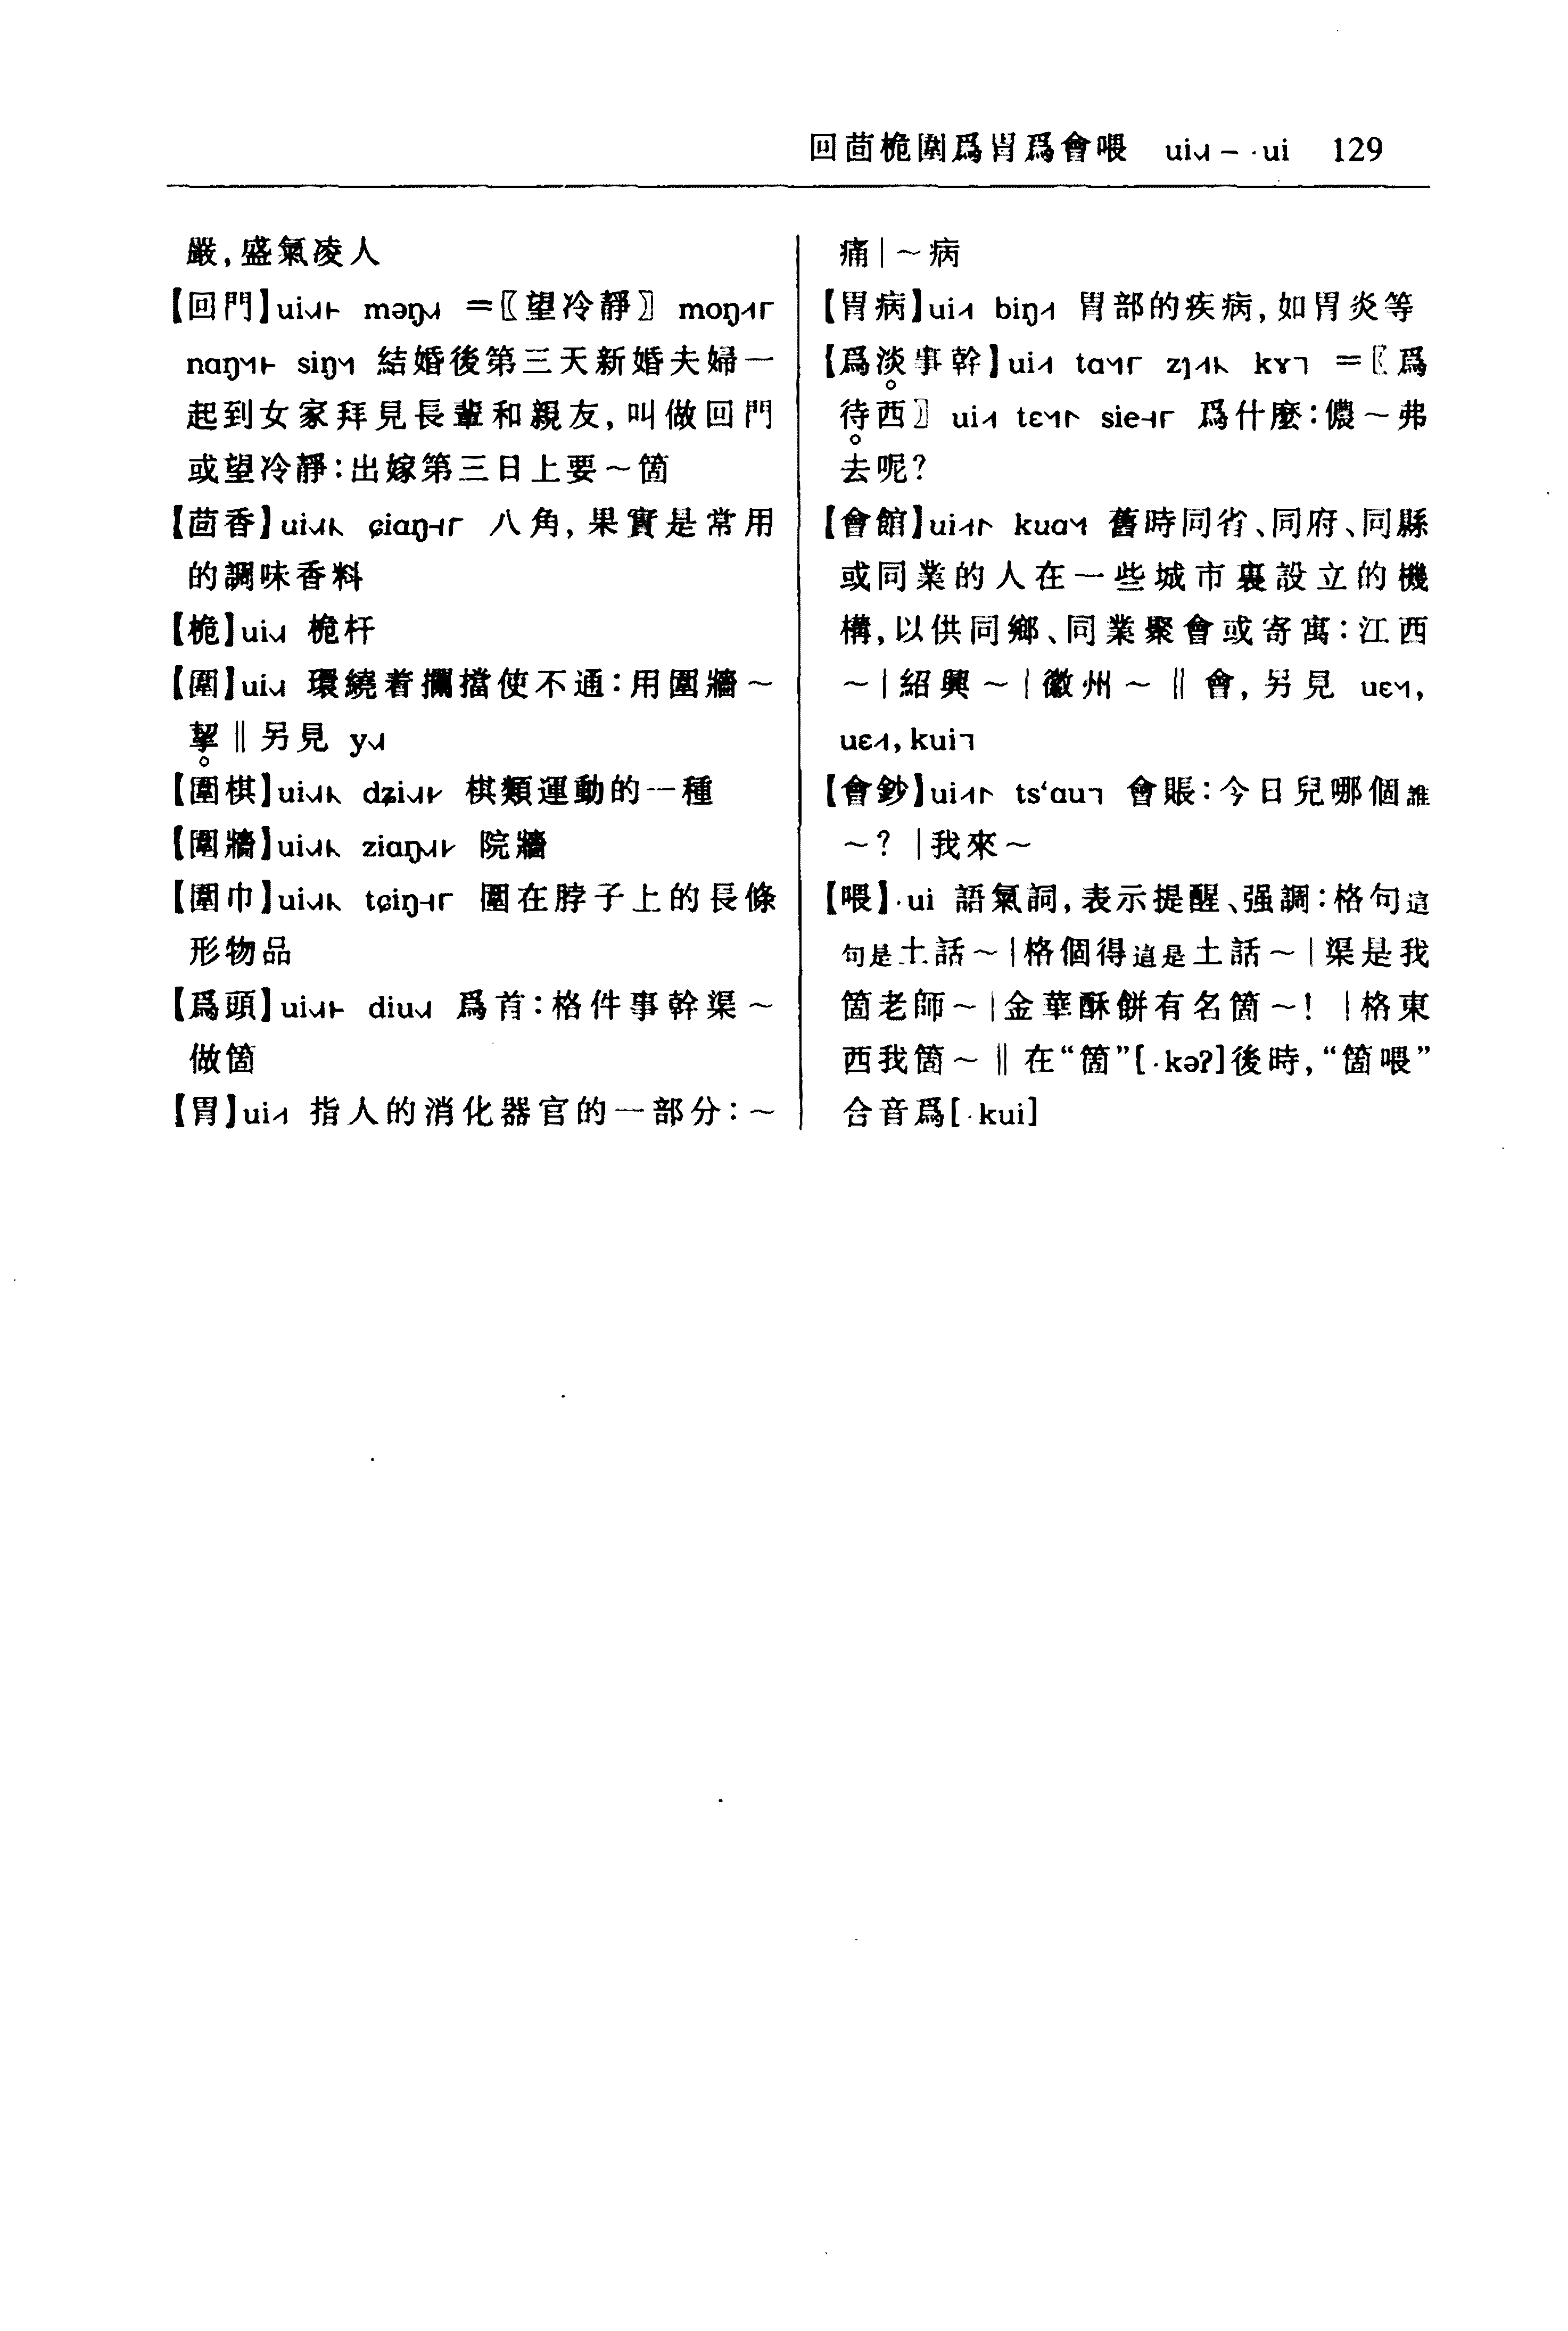 回茴桅圍爲胃爲會喂 ui˩˧ – ·ui 129
嚴,盛氣凌人
【回門】ui məŋ =〖望冷靜〗 moŋ
nɑŋ siŋ 結婚後第三天新婚夫婦一
起到女家拜見長輩和親友,叫做回門
或望冷靜:出嫁第三日上要～箇
【茴香】ui ɕiɑŋ 八角,果實是常用
的調味香料
【桅】ui 桅杆
【圍】ui 環繞着攔擋使不通:用圍牆～
挈‖另見 y
【圍棋】ui dʑi 棋類運動的一種
【圍牆】ui ziɑŋ 院牆
【圍巾】ui tɕiŋ 圍在脖子上的長條
形物品
【爲頭】ui diu 爲首:格件事幹渠～
做箇
【胃】ui 指人的消化器官的一部分:～
痛|～病
【胃病】ui biŋ 胃部的疾病,如胃炎等
【爲淡事幹】ui tɑ zɿ kɤ =〖爲
待西〗 ui tɛ sie 爲什麼:儂～弗
去呢?
【會館】ui kuɑ 舊時同省、同府、同縣
或同業的人在一些城市裏設立的機
構,以供同鄉、同業聚會或寄寓:江西
～|紹興～|徽州～‖會,另見 uɛ,
uɛ, kui
【會鈔】ui tsʻɑu 會賬:今日兒哪個誰
～? |我來～
【喂】·ui 語氣詞,表示提醒、强調:格句這
句是土話～|格個得這是土話～|渠是我
箇老師～|金華酥餅有名箇～! |格東
西我箇～‖在“箇”[·kəʔ]後時,“箇喂”
合音爲[·kui]